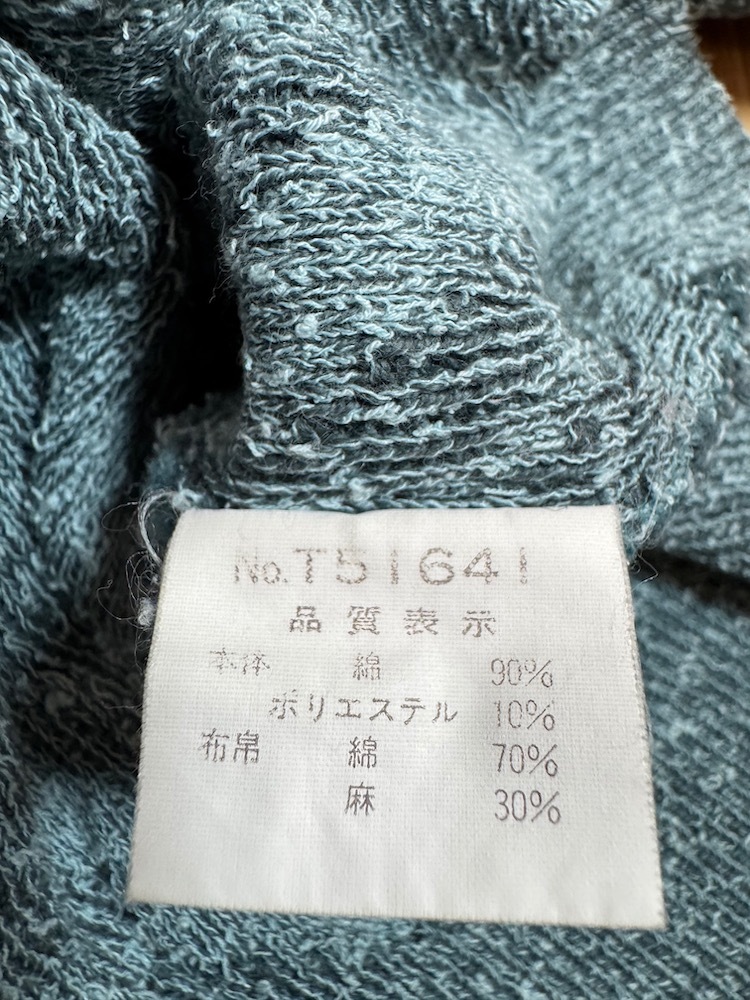 No.T51641
品質表示
本体 綿 90%
ポリエステル 10%
布帛 綿 70%
麻 30%